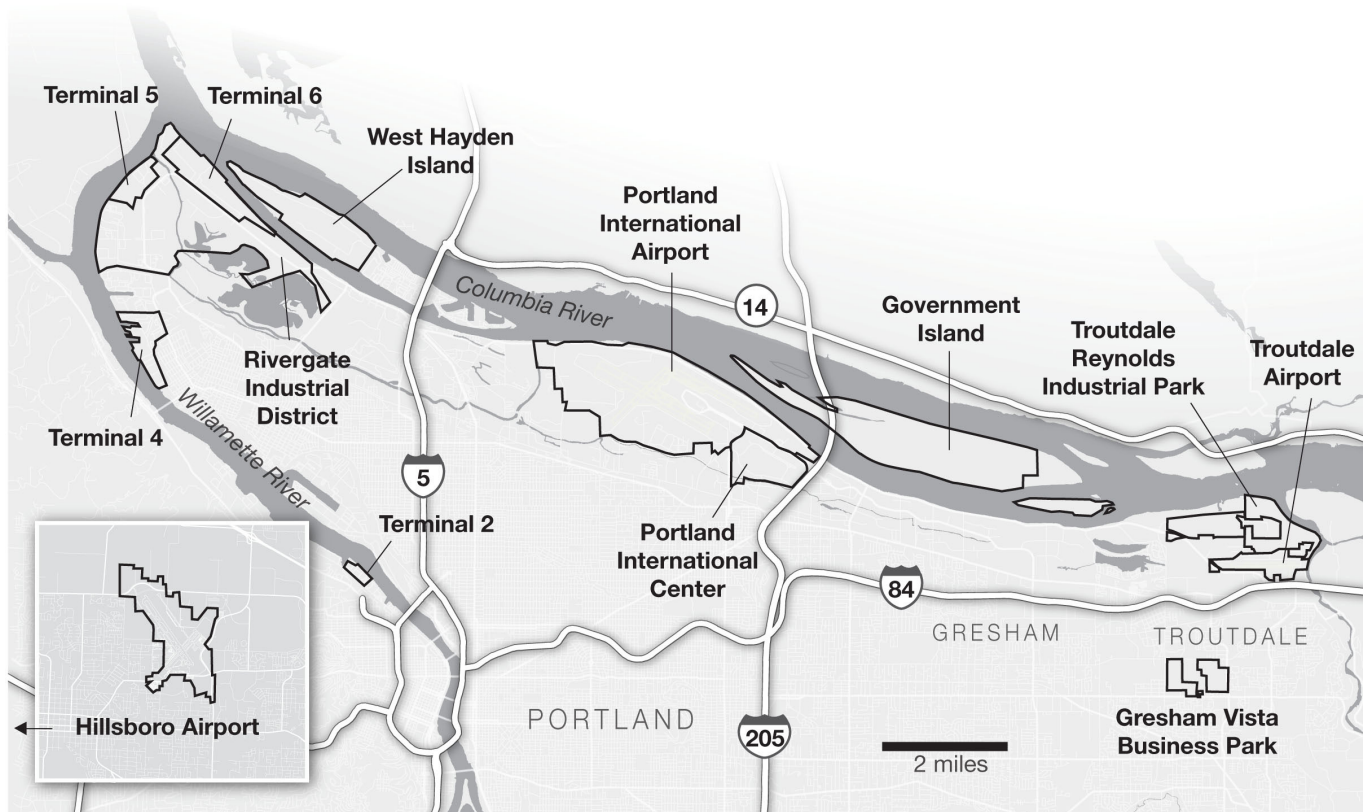 Terminal 5
Terminal 6
West Hayden
Island
Portland
International
Airport
Columbia River
14
Government
Island
Troutdale
Reynolds
Industrial Park
Troutdale
Airport
Rivergate
Industrial
District
Terminal 4
Willamette River
5
Terminal 2
Portland
International
Center
84
GRESHAM
TROUTDALE
Hillsboro Airport
PORTLAND
205
2 miles
Gresham Vista
Business Park